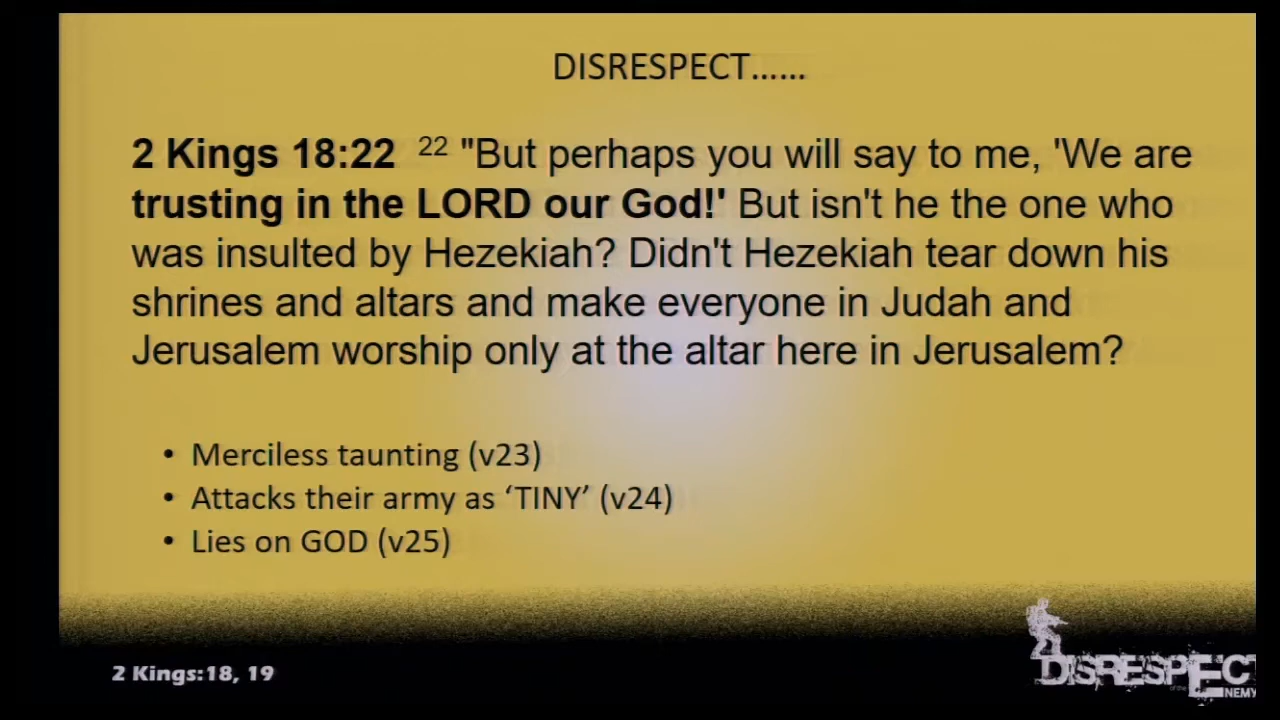 DISRESPECT......
2 Kings 18:22 22 "But perhaps you will say to me, 'We are
trusting in the LORD our God!' But isn't he the one who
was insulted by Hezekiah? Didn't Hezekiah tear down his
shrines and altars and make everyone in Judah and
Jerusalem worship only at the altar here in Jerusalem?
• Merciless taunting (v23)
• Attacks their army as ‘TINY’ (v24)
• Lies on GOD (v25)
2 Kings:18, 19
DISRESPECT
of the ENEMY